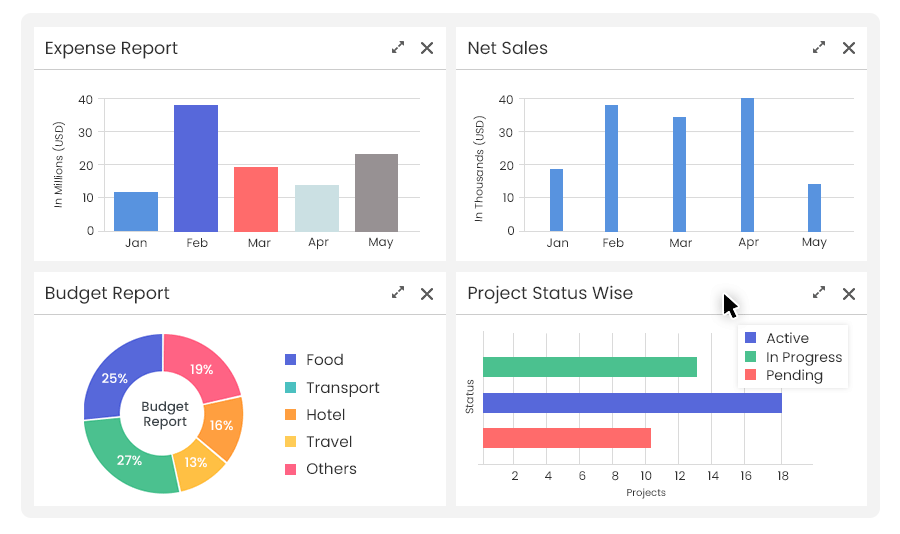 Expense Report
In Millions (USD)
40
30
20
10
0
Jan Feb Mar Apr May
Net Sales
In Thousands (USD)
40
30
20
10
0
Jan Feb Mar Apr May
Budget Report
25%
19%
16%
13%
27%
Budget
Report
Food
Transport
Hotel
Travel
Others
Project Status Wise
Active
In Progress
Pending
Status
2 4 6 8 10 12 14 16 18
Projects